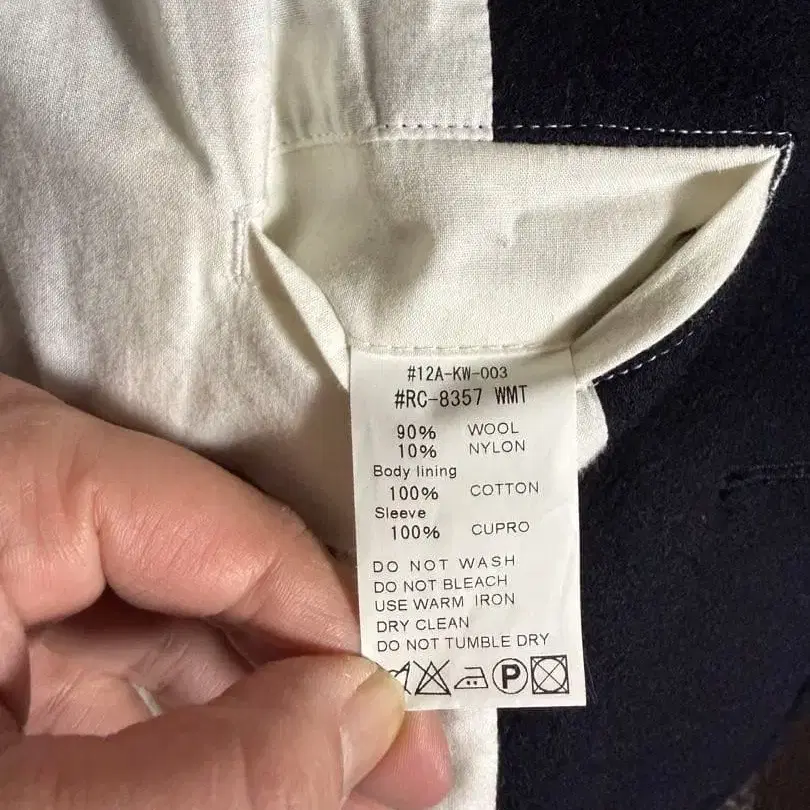 #12A-KW-003
#RC-8357 WMT
90% WOOL
10% NYLON
Body lining
100% COTTON
Sleeve
100% CUPRO
DO NOT WASH
DO NOT BLEACH
USE WARM IRON
DRY CLEAN
DO NOT TUMBLE DRY
P